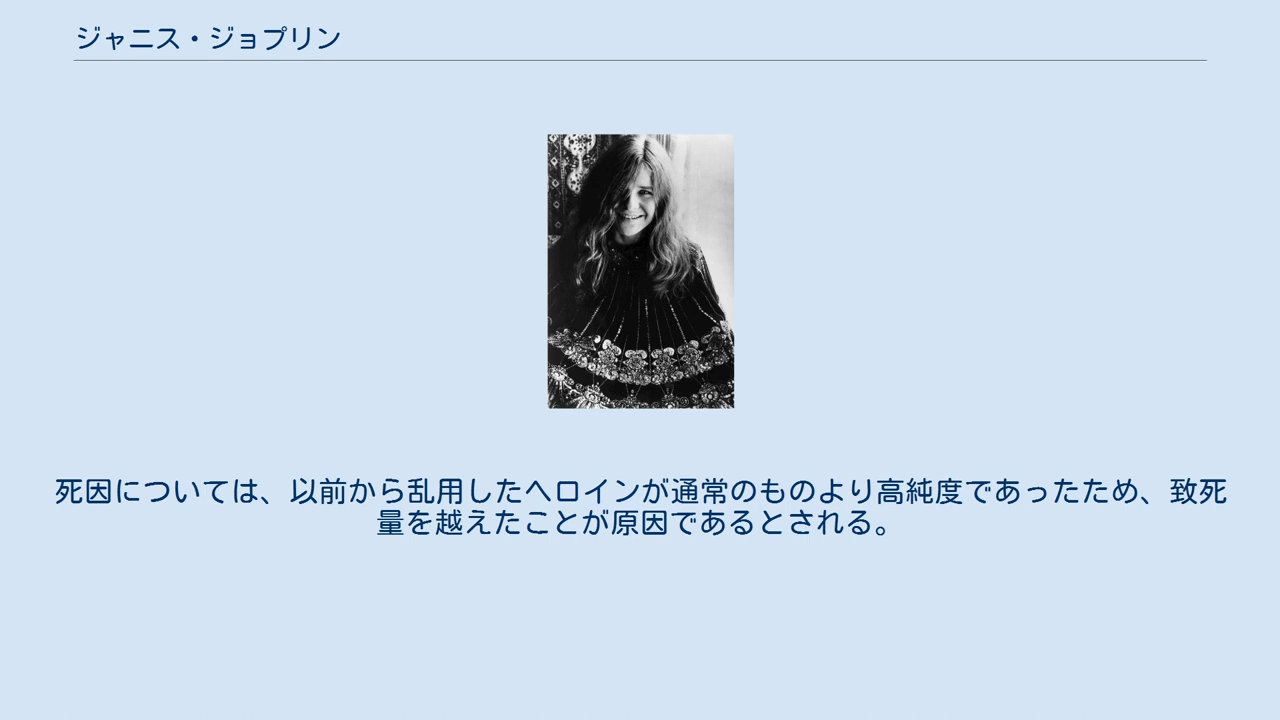 ジャニス・ジョプリン
死因については、以前から乱用したヘロインが通常のものより高純度であったため、致死
量を越えたことが原因であるとされる。